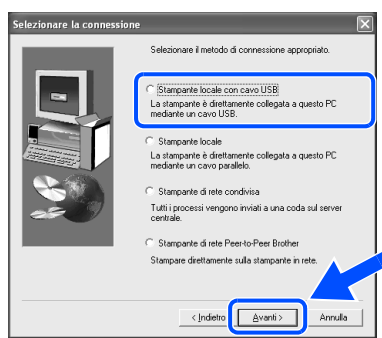 Selezionare la connessione
Selezionare il metodo di connessione appropriato.
Stampante locale con cavo USB
La stampante è direttamente collegata a questo PC
mediante un cavo USB.
Stampante locale
La stampante è direttamente collegata a questo PC
mediante un cavo parallelo.
Stampante di rete condivisa
Tutti i processi vengono inviati a una coda sul server
centrale.
Stampante di rete Peer-to-Peer Brother
Stampare direttamente sulla stampante in rete.
< Indietro Avanti > Annulla